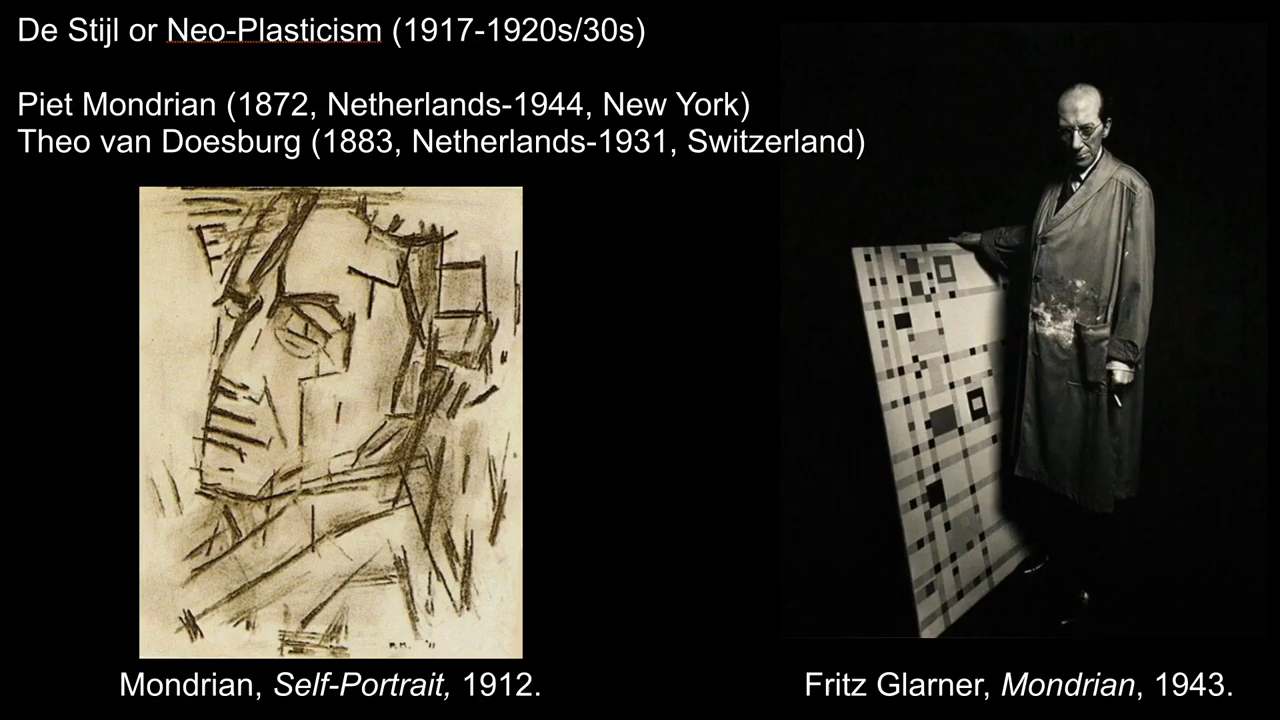 De Stijl or Neo-Plasticism (1917-1920s/30s)
Piet Mondrian (1872, Netherlands-1944, New York)
Theo van Doesburg (1883, Netherlands-1931, Switzerland)
Mondrian, Self-Portrait, 1912.
Fritz Glarner, Mondrian, 1943.